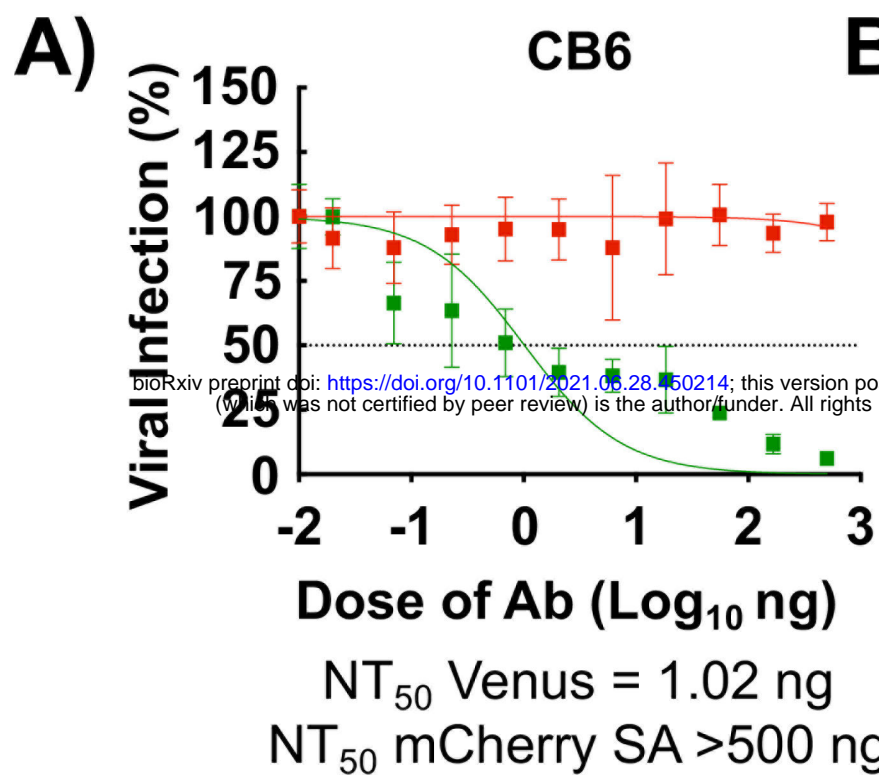 A)
CB6
B
Viral Infection (%)
150
125
100
75
50
25
0
bioRxiv preprint doi: https://doi.org/10.1101/2021.06.28.450214; this version po
(which was not certified by peer review) is the author/funder. All rights
-2 -1 0 1 2 3
Dose of Ab (Log10 ng)
NT50 Venus = 1.02 ng
NT50 mCherry SA >500 ng